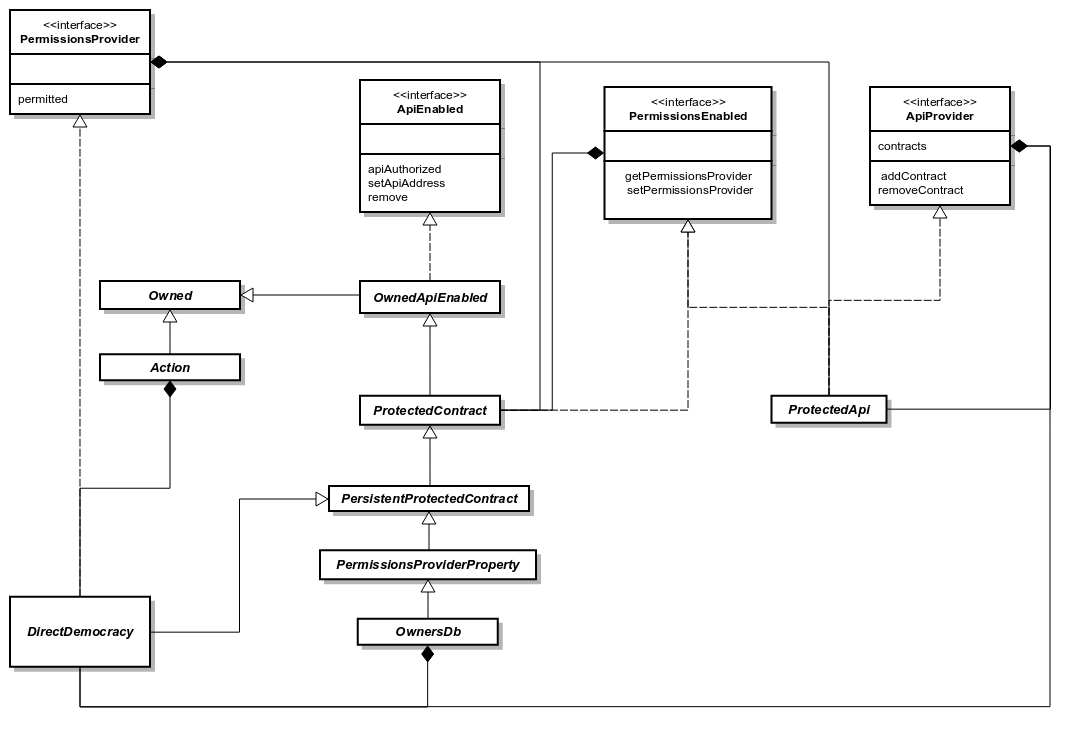 <<interface>>
PermissionsProvider
permitted
<<interface>>
ApiEnabled
apiAuthorized
setApiAddress
remove
<<interface>>
PermissionsEnabled
getPermissionsProvider
setPermissionsProvider
<<interface>>
ApiProvider
contracts
addContract
removeContract
Owned
OwnedApiEnabled
Action
ProtectedContract
ProtectedApi
PersistentProtectedContract
PermissionsProviderProperty
DirectDemocracy
OwnersDb